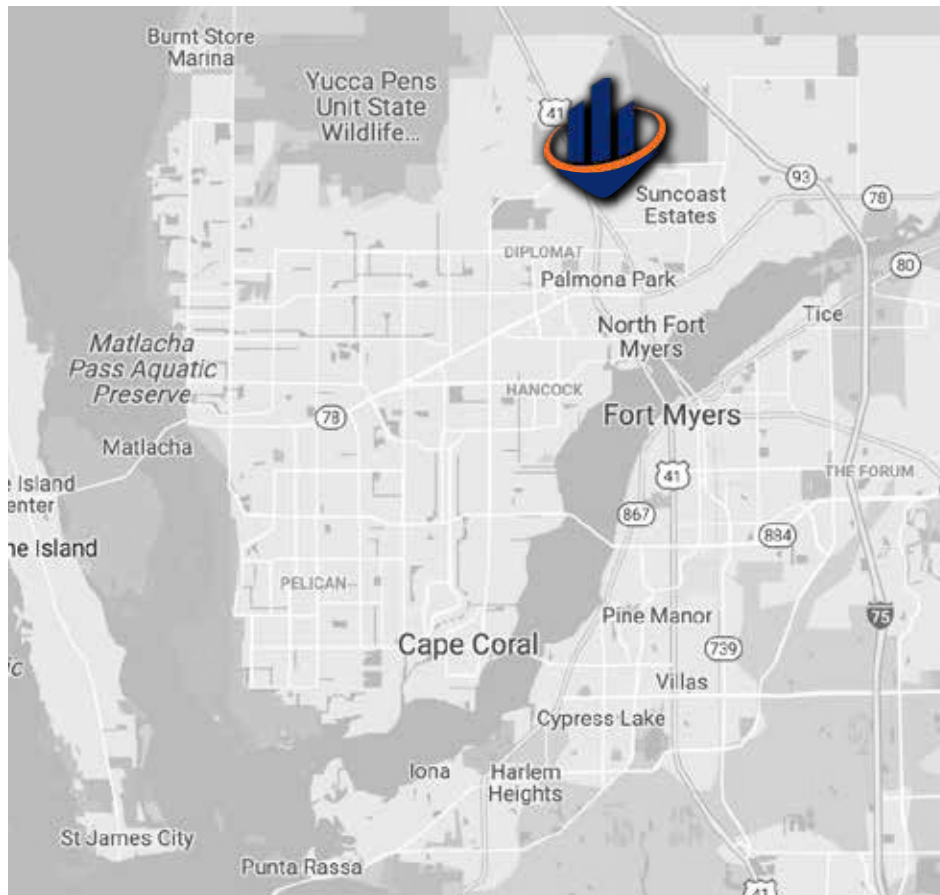 Burnt Store
Marina
Yucca Pens
Unit State
Wildlife...
41
Suncoast
Estates
93
78
DIPLOMAT
80
Palmona Park
Tice
North Fort
Myers
Matlacha
Pass Aquatic
Preserve
HANCOCK
78
Fort Myers
Matlacha
41
THE FORUM
e Island
enter
867
884
ne Island
PELICAN
75
Pine Manor
Cape Coral
739
ic
Villas
Cypress Lake
Iona
Harlem
Heights
St James City
Punta Rassa
41